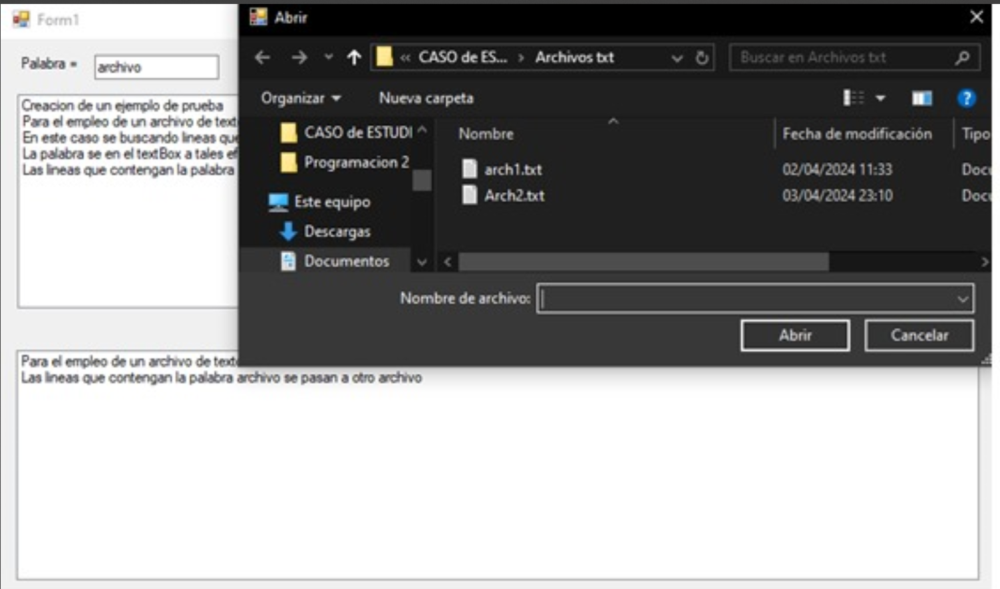 Form1
Palabra =
archivo
Creacion de un ejemplo de prueba
Para el empleo de un archivo de text
En este caso se buscando lineas que
La palabra se en el textBox a tales ef
Las lineas que contengan la palabra
Para el empleo de un archivo de texto
Las lineas que contengan la palabra archivo se pasan a otro archivo
Abrir
« CASO de ES... > Archivos txt
Buscar en Archivos txt
Organizar
Nueva carpeta
?
CASO de ESTUDI
Programacion 2
Este equipo
Descargas
Documentos
Nombre Fecha de modificación Tipo
arch1.txt 02/04/2024 11:33 Docu
Arch2.txt 03/04/2024 23:10 Docu
Nombre de archivo:
Abrir
Cancelar